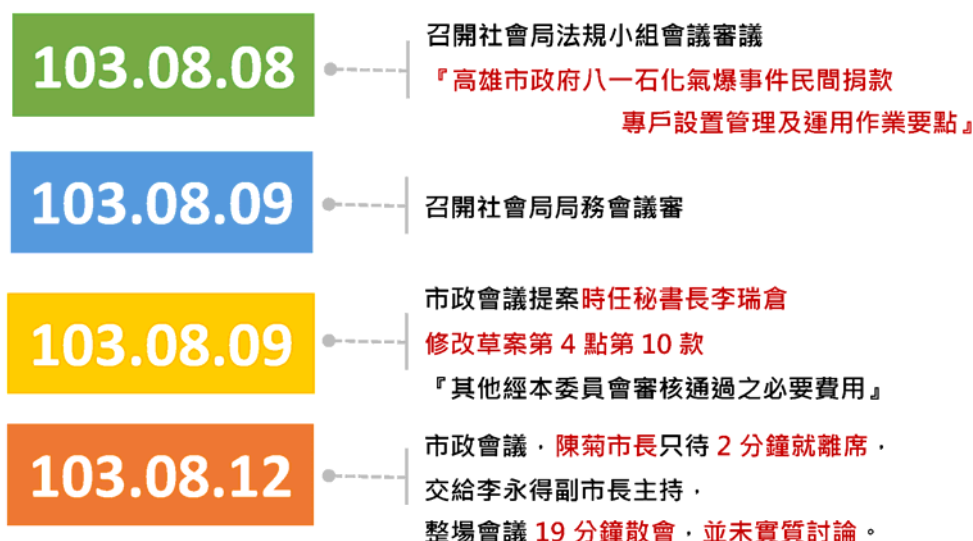 103.08.08
召開社會局法規小組會議審議
『高雄市政府八一石化氣爆事件民間捐款
專戶設置管理及運用作業要點』
103.08.09
召開社會局局務會議審
103.08.09
市政會議提案時任秘書長李瑞倉
修改草案第 4 點第 10 款
『其他經本委員會審核通過之必要費用』
103.08.12
市政會議，陳菊市長只待 2 分鐘就離席，
交給李永得副市長主持，
整場會議 19 分鐘散會，並未實質討論。